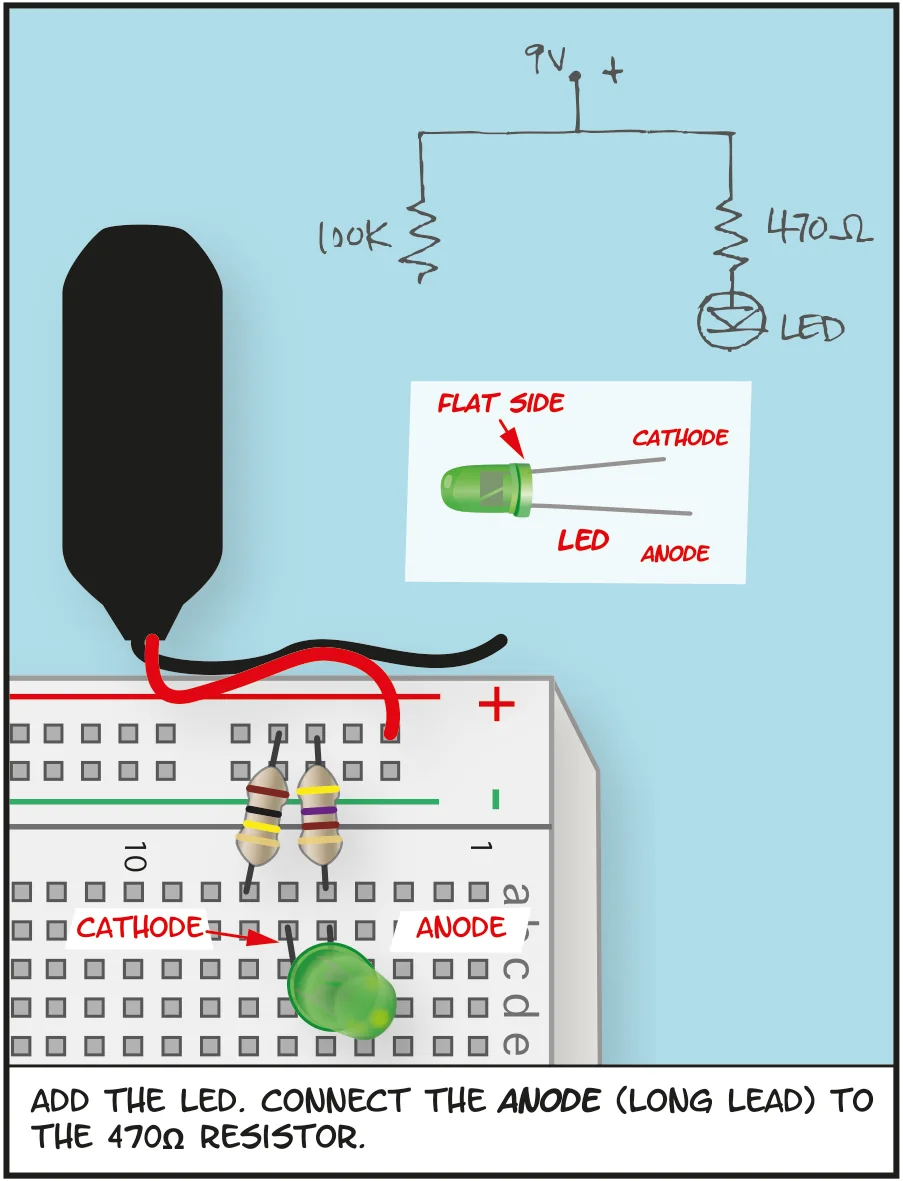 9V +
100K
470Ω
LED
FLAT SIDE
CATHODE
LED
ANODE
+
-
10
1
a
CATHODE
ANODE
b
c
d
e
ADD THE LED. CONNECT THE ANODE (LONG LEAD) TO
THE 470Ω RESISTOR.